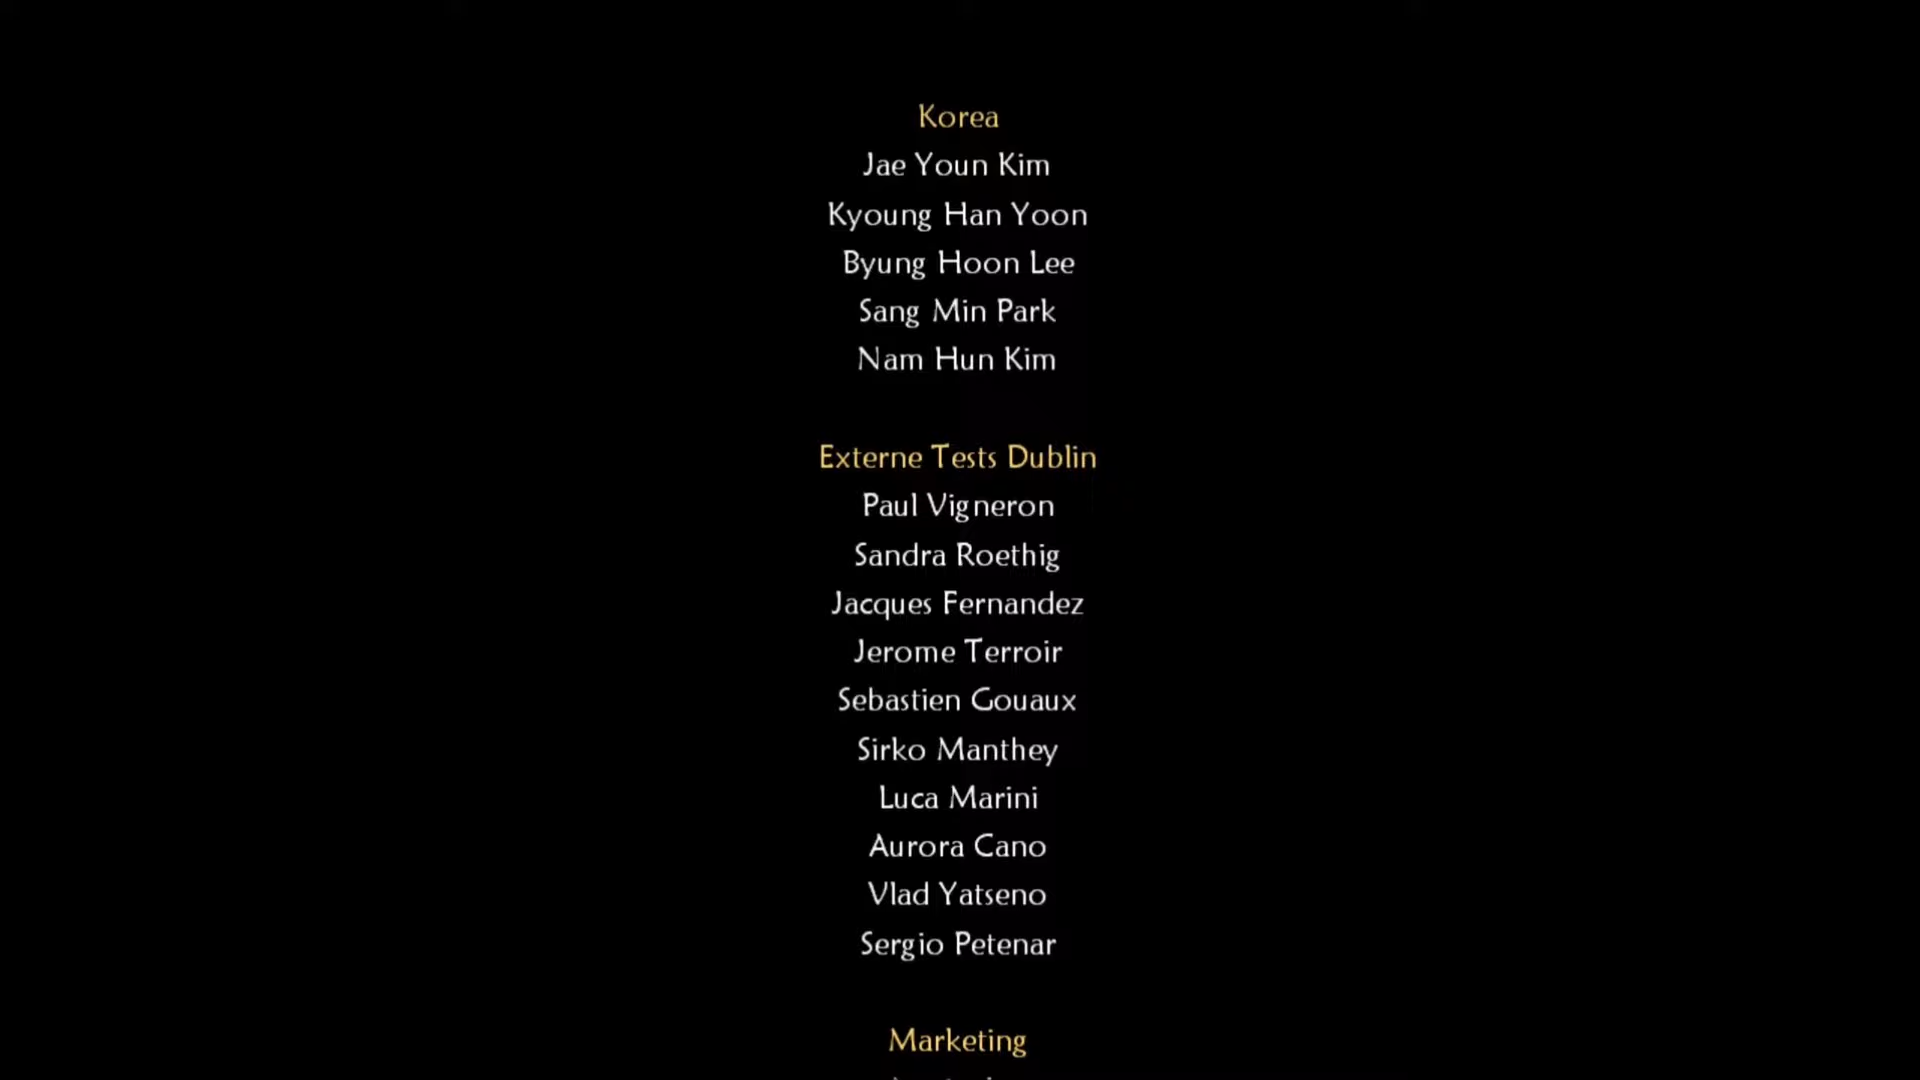 Korea
Jae Youn Kim
Kyoung Han Yoon
Byung Hoon Lee
Sang Min Park
Nam Hun Kim
Externe Tests Dublin
Paul Vigneron
Sandra Roethig
Jacques Fernandez
Jerome Terroir
Sebastien Gouaux
Sirko Manthey
Luca Marini
Aurora Cano
Vlad Yatseno
Sergio Petenar
Marketing